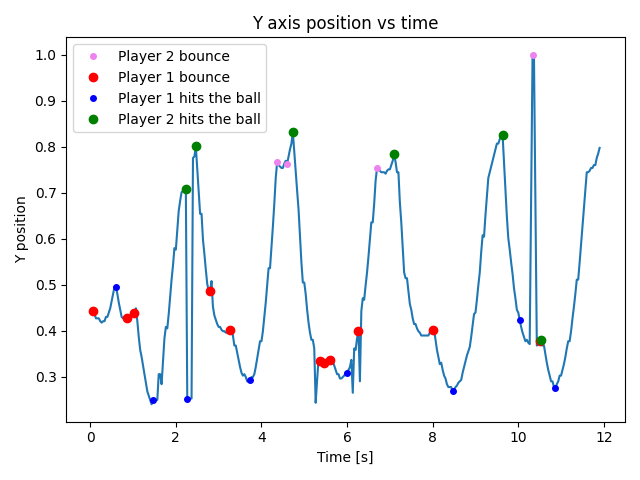 Y axis position vs time
Player 2 bounce
Player 1 bounce
Player 1 hits the ball
Player 2 hits the ball
Y position
1.0
0.9
0.8
0.7
0.6
0.5
0.4
0.3
0 2 4 6 8 10 12
Time [s]